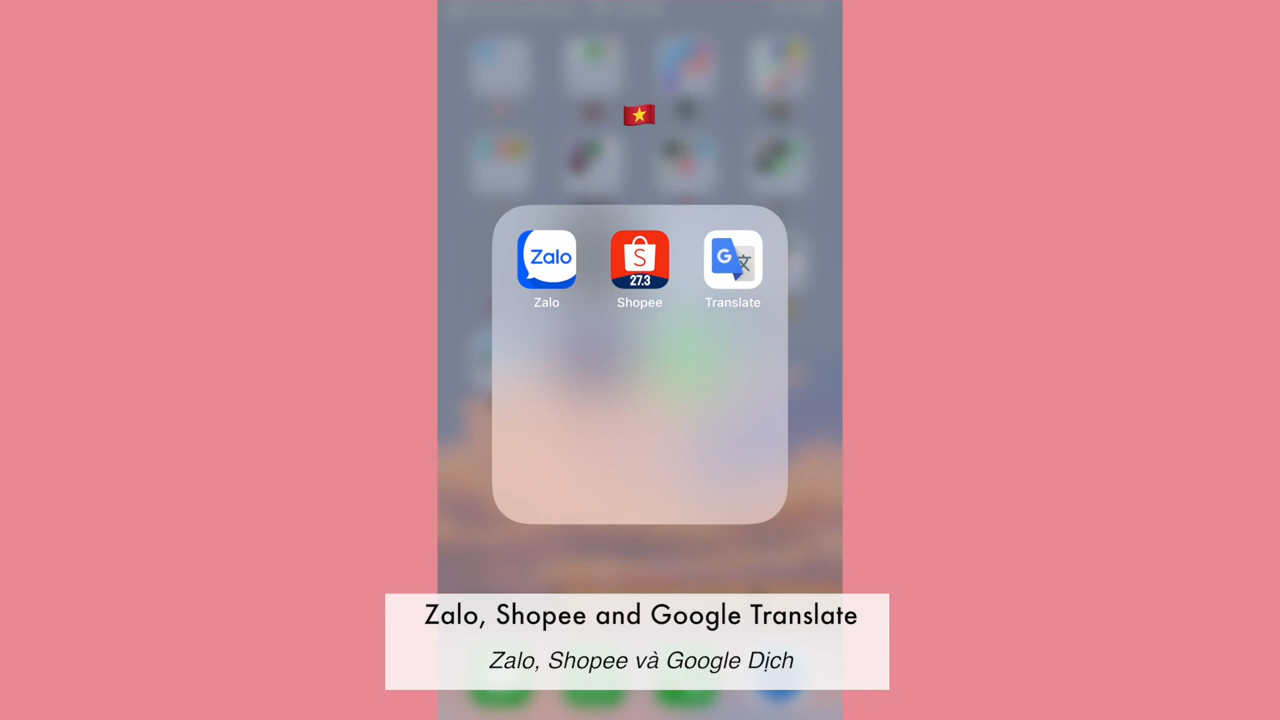 Zalo
S
27.3
G 文
Zalo
Shopee
Translate
Zalo, Shopee and Google Translate
Zalo, Shopee và Google Dịch